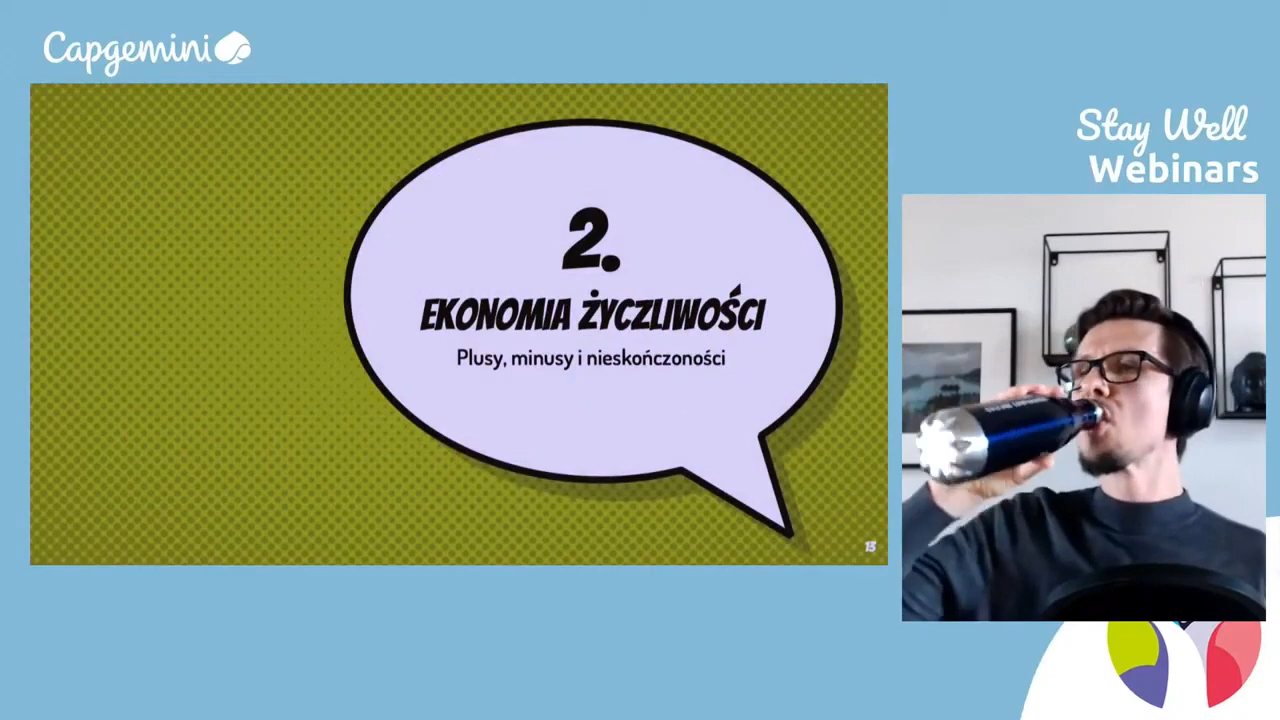 Capgemini
Stay Well
Webinars
2.
EKONOMIA ŻYCZLIWOŚCI
Plusy, minusy i nieskończoności
15